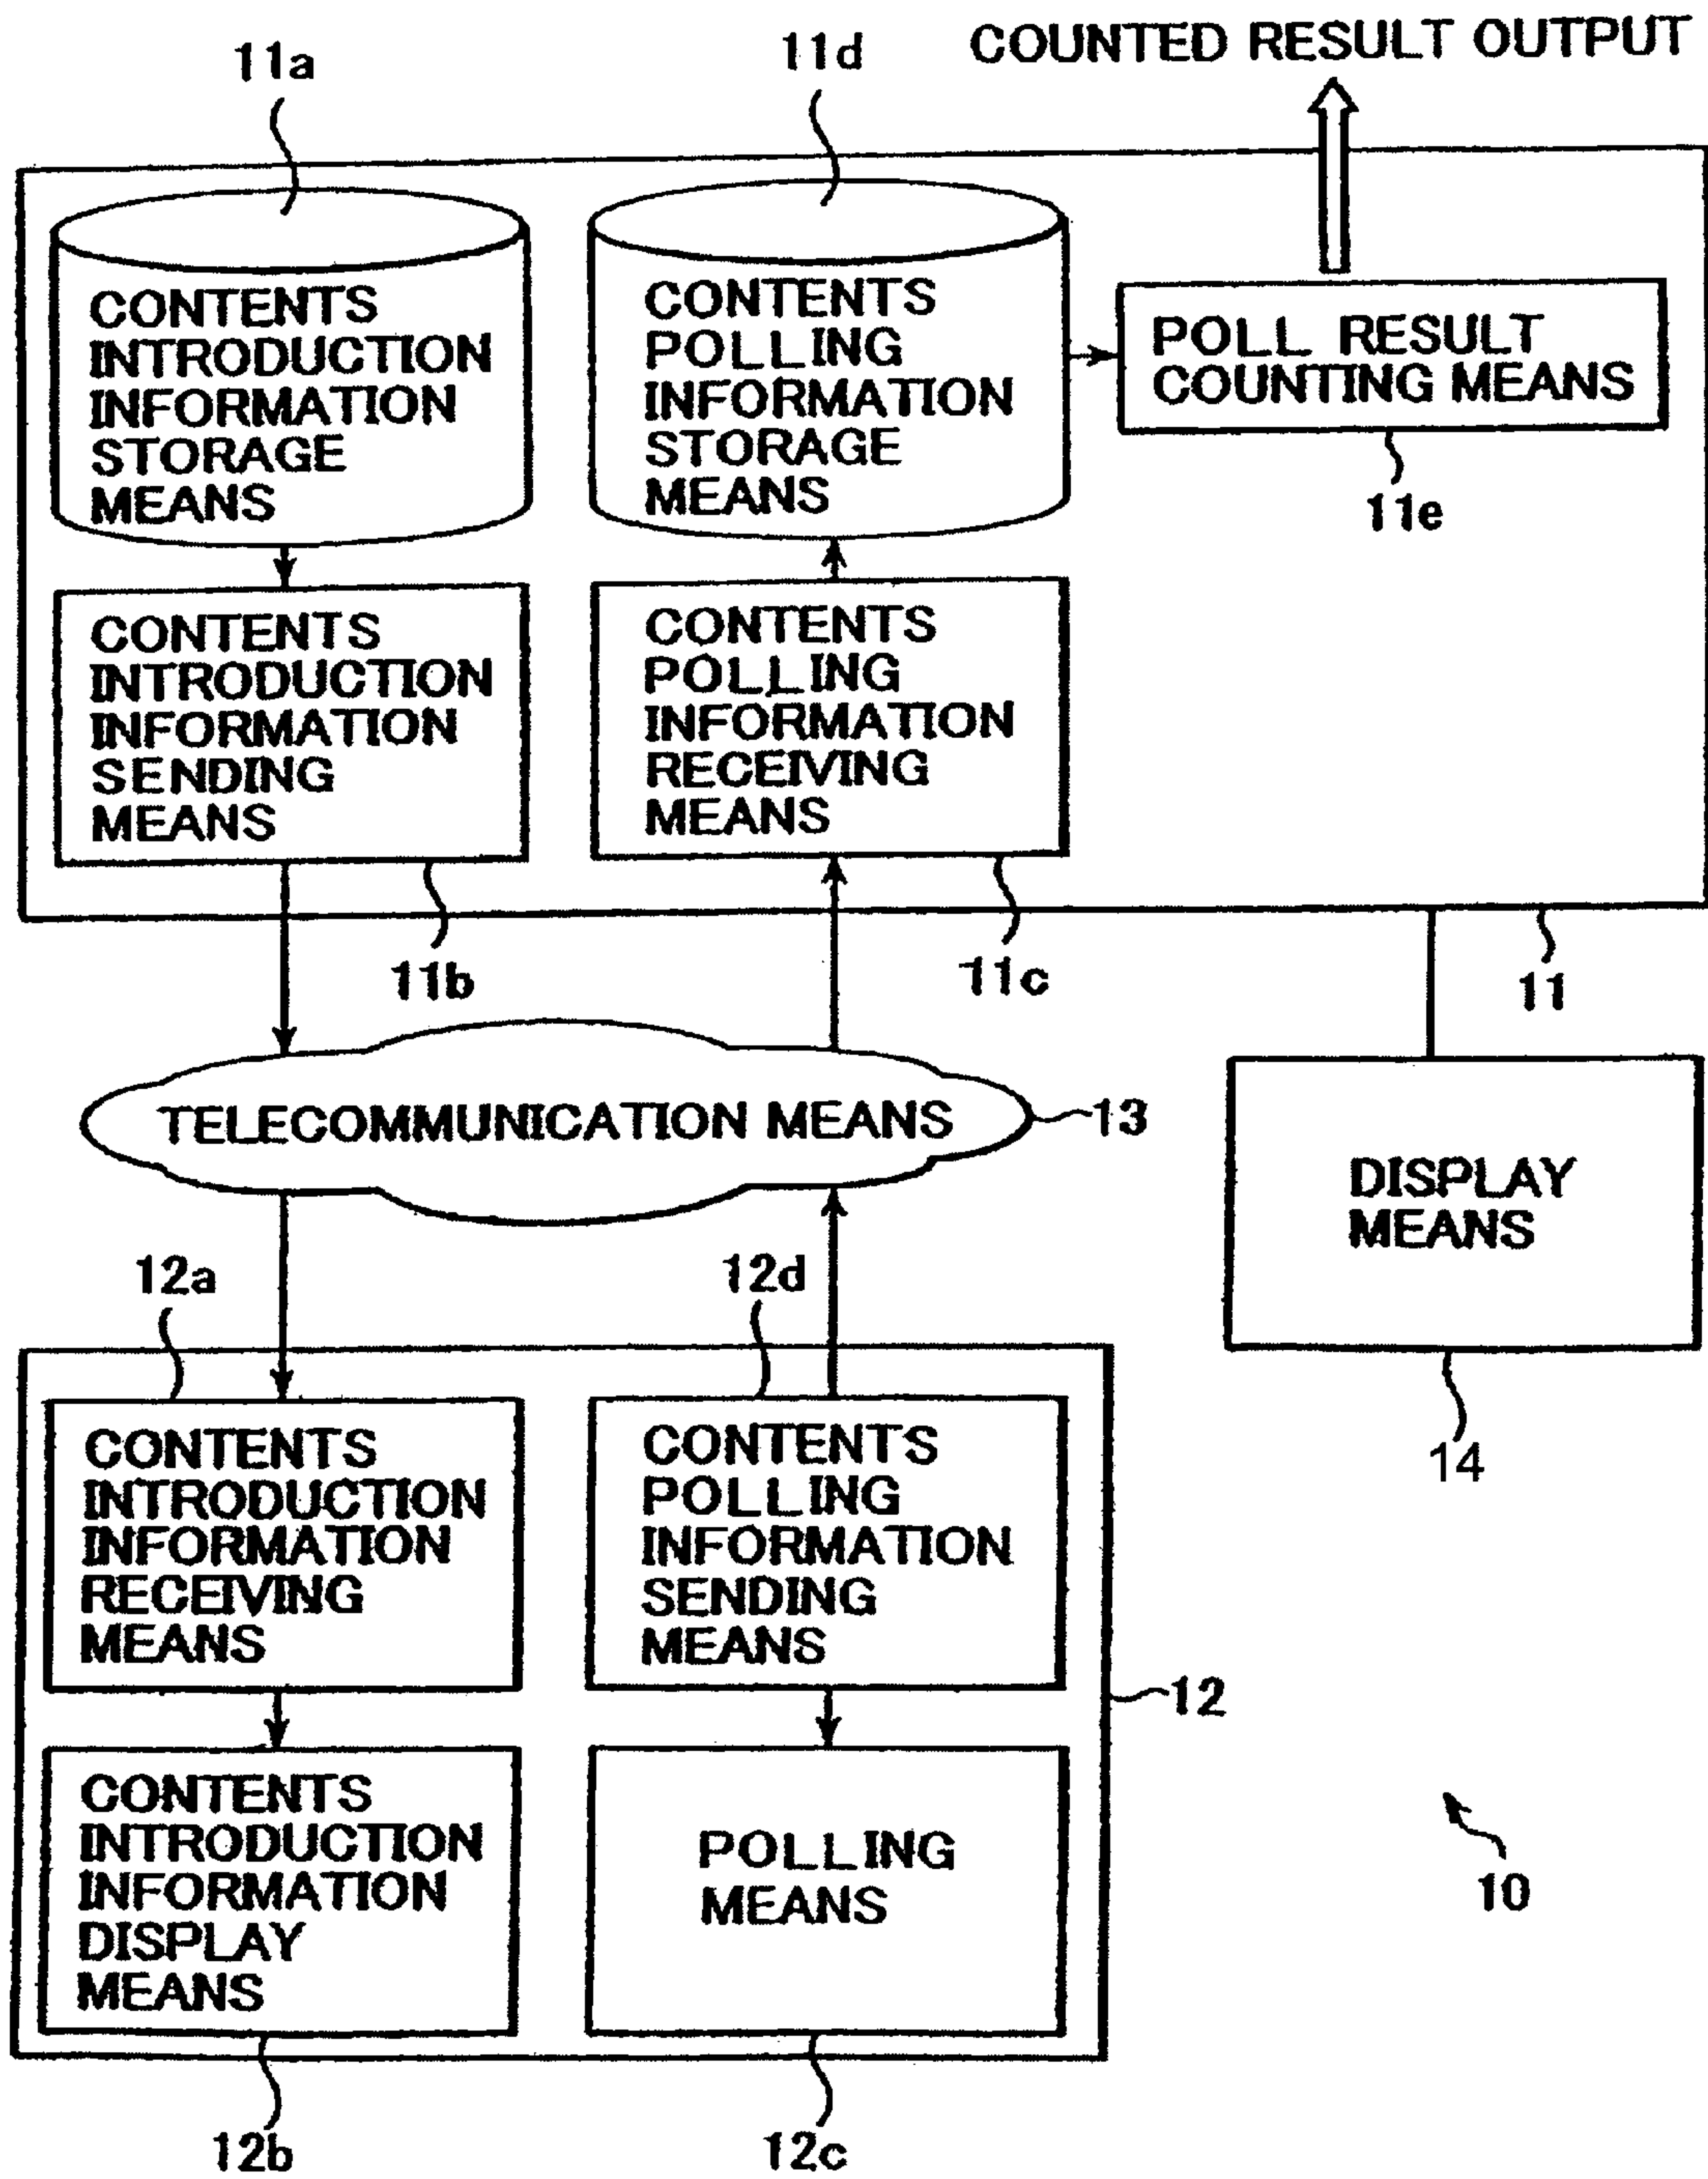 11a
11d
COUNTED RESULT OUTPUT
CONTENTS
INTRODUCTION
INFORMATION
STORAGE
MEANS
CONTENTS
POLLING
INFORMATION
STORAGE
MEANS
POLL RESULT
COUNTING MEANS
11e
CONTENTS
INTRODUCTION
INFORMATION
SENDING
MEANS
CONTENTS
POLLING
INFORMATION
RECEIVING
MEANS
11b
11c
11
TELECOMMUNICATION MEANS
13
DISPLAY
MEANS
14
12a
12d
CONTENTS
INTRODUCTION
INFORMATION
RECEIVING
MEANS
CONTENTS
POLLING
INFORMATION
SENDING
MEANS
12
CONTENTS
INTRODUCTION
INFORMATION
DISPLAY
MEANS
POLLING
MEANS
10
12b
12c